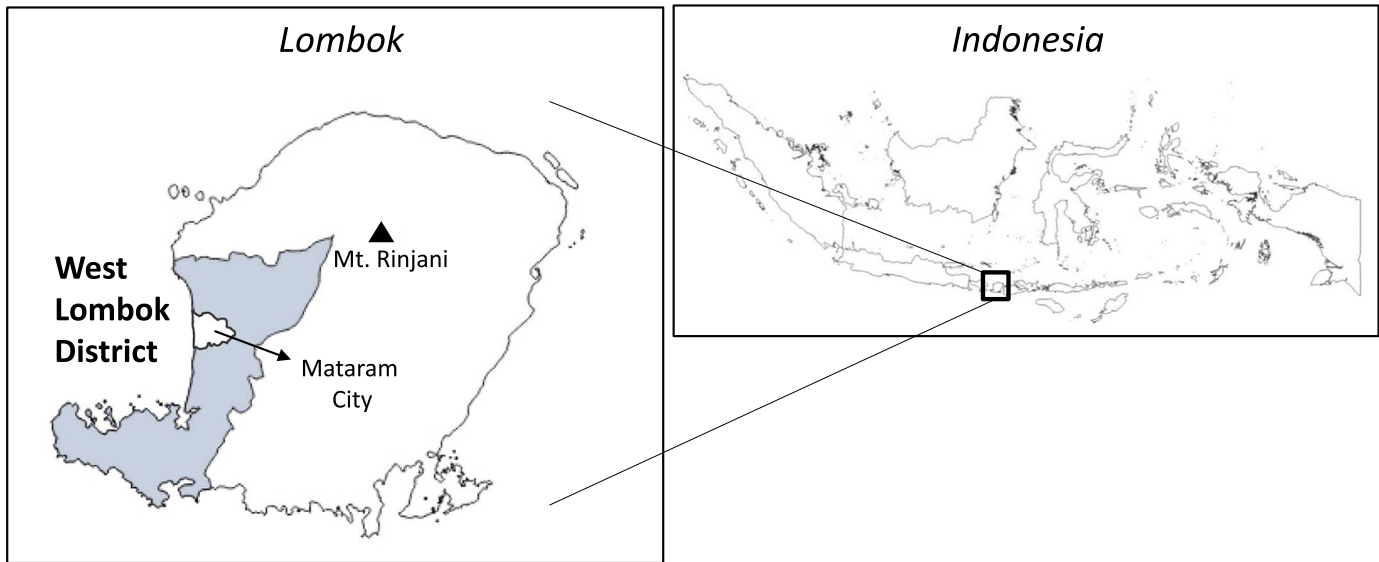 Lombok
Indonesia
Mt. Rinjani
West
Lombok
District
Mataram
City